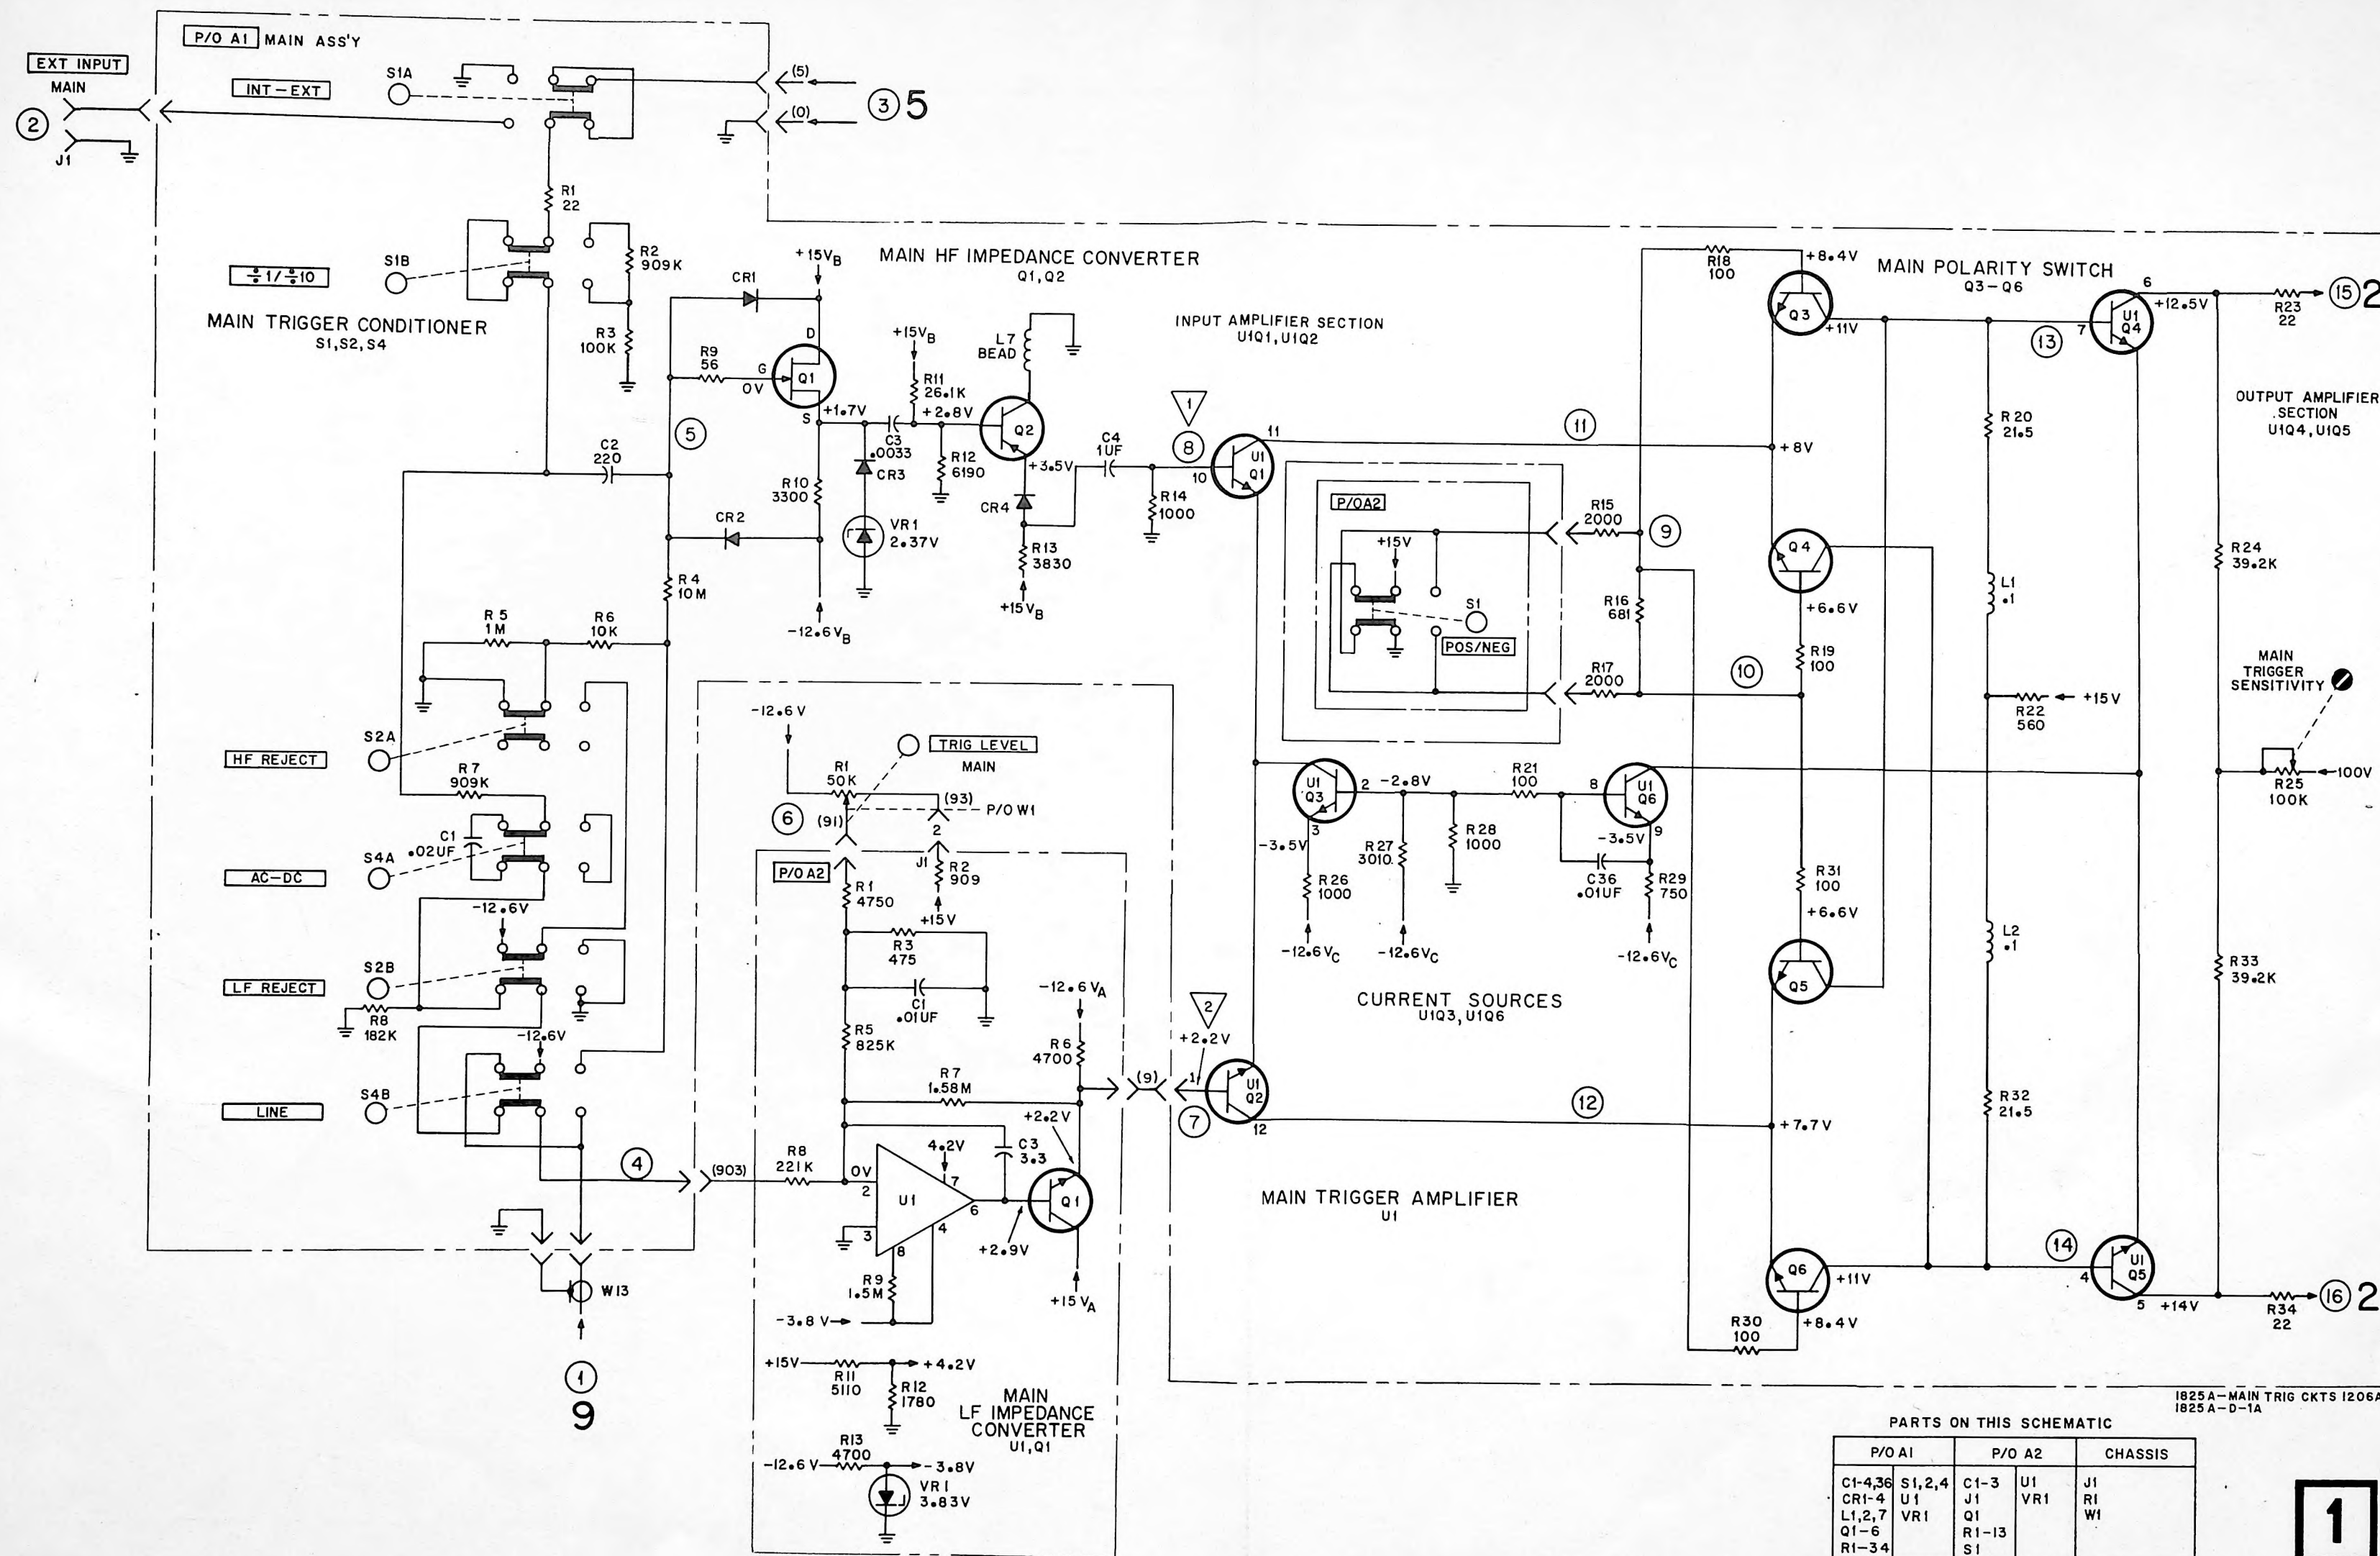 P/O A1 MAIN ASS'Y
EXT INPUT
MAIN
2
J1
INT-EXT
S1A
(5)
(0)
3 5
R1
22
÷1/÷10
S1B
R2
909K
R3
100K
MAIN TRIGGER CONDITIONER
S1,S2,S4
MAIN HF IMPEDANCE CONVERTER
Q1,Q2
+15VB
CR1
D
R9
56
G
0V
Q1
S
+1.7V
5
C2
220
R10
3300
CR2
-12.6VB
+15VB
R11
26.1K
+2.8V
C3
.0033
CR3
VR1
2.37V
R12
6190
L7
BEAD
Q2
+3.5V
CR4
R13
3830
+15VB
C4
1UF
1
8
10
R14
1000
INPUT AMPLIFIER SECTION
U1Q1,U1Q2
U1
Q1
11
11
P/OA2
+15V
S1
POS/NEG
R15
2000
9
R16
681
R17
2000
10
R18
100
+8.4V
Q3
+11V
MAIN POLARITY SWITCH
Q3-Q6
+8V
Q4
+6.6V
R19
100
R31
100
+6.6V
Q5
+7.7V
Q6
+11V
+8.4V
R30
100
13
7
U1
Q4
6
+12.5V
R23
22
15 2
OUTPUT AMPLIFIER
SECTION
U1Q4,U1Q5
R20
21.5
L1
.1
R22
560
+15V
L2
.1
R32
21.5
R24
39.2K
MAIN
TRIGGER
SENSITIVITY
R25
100K
-100V
R33
39.2K
14
4
U1
Q5
5
+14V
R34
22
16 2
R4
10M
R5
1M
R6
10K
HF REJECT
S2A
R7
909K
C1
.02UF
AC-DC
S4A
-12.6V
LF REJECT
S2B
R8
182K
-12.6V
LINE
S4B
4
(903)
W13
1
9
-12.6V
TRIG LEVEL
MAIN
R1
50K
6
(91)
(93)
P/O W1
2
J1
P/O A2
R1
4750
R2
909
+15V
R3
475
C1
.01UF
R5
825K
R7
1.58M
-12.6 VA
R6
4700
+2.2V
R8
221K
0V
2
3
U1
4.2V
7
6
4
8
C3
3.3
Q1
+2.9V
+15VA
R9
1.5M
-3.8 V
+15V
R11
5110
+4.2V
R12
1780
-12.6 V
R13
4700
-3.8V
VR1
3.83V
MAIN
LF IMPEDANCE
CONVERTER
U1,Q1
(9)
2
+2.2V
1
7
U1
Q2
12
12
U1
Q3
2
-2.8V
3
-3.5V
R26
1000
-12.6VC
R27
3010
-12.6VC
R28
1000
R21
100
8
U1
Q6
9
-3.5V
C36
.01UF
R29
750
-12.6VC
CURRENT SOURCES
U1Q3,U1Q6
MAIN TRIGGER AMPLIFIER
U1
1825A-MAIN TRIG CKTS 1206A
1825A-D-1A
PARTS ON THIS SCHEMATIC
P/O A1 P/O A2 CHASSIS
C1-4,36 S1,2,4 C1-3 U1 J1
CR1-4 U1 J1 VR1 R1
L1,2,7 VR1 Q1 W1
Q1-6 R1-13
R1-34 S1
1